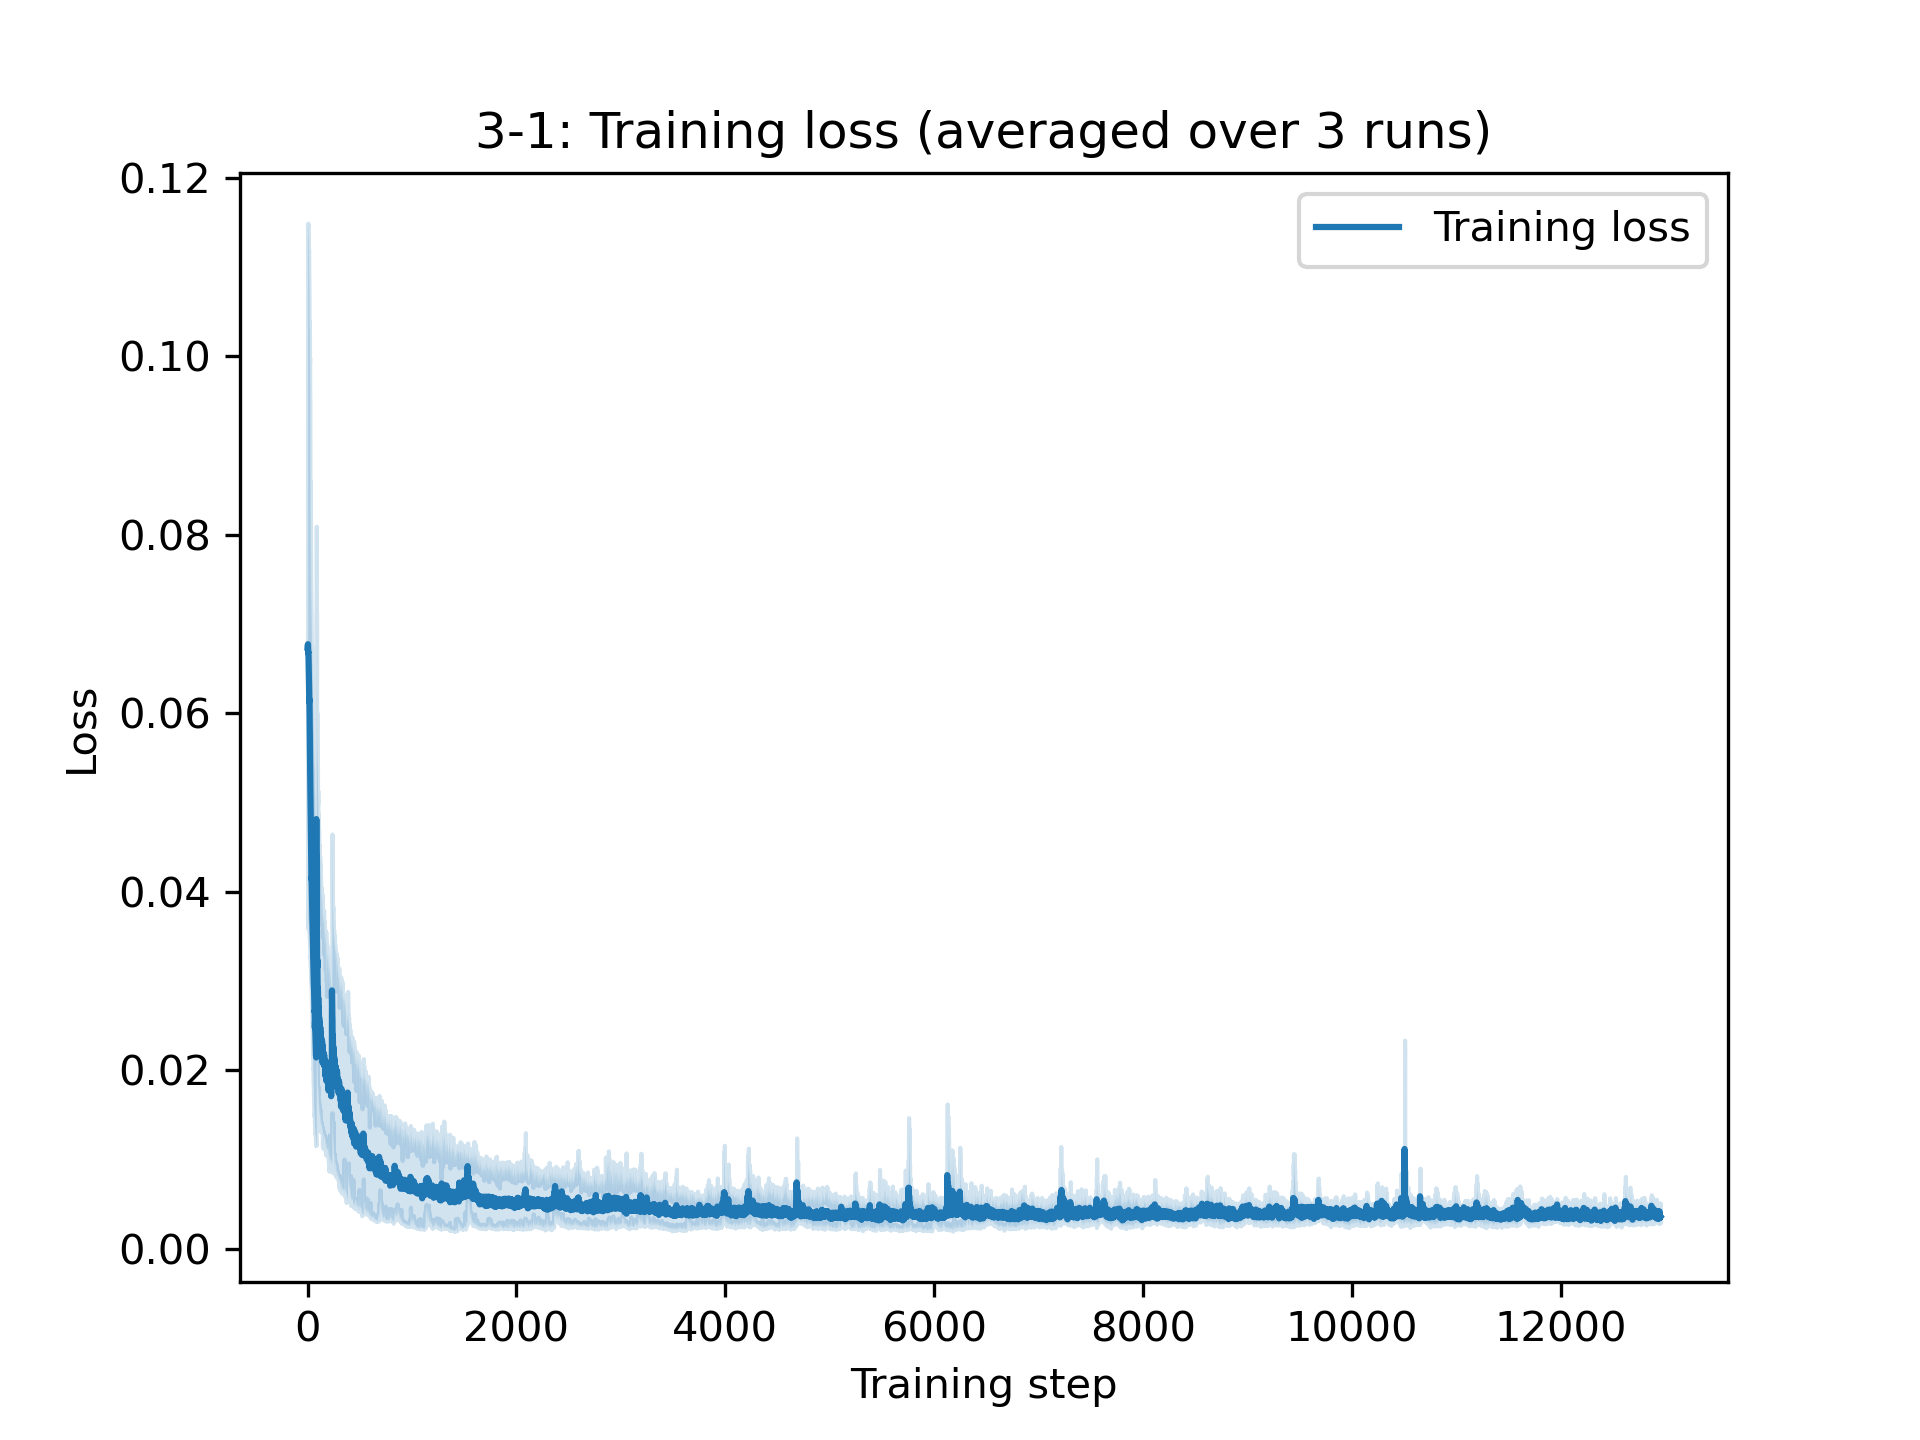 3-1: Training loss (averaged over 3 runs)
Training loss
0.12
0.10
0.08
0.06
0.04
0.02
0.00
Loss
0 2000 4000 6000 8000 10000 12000
Training step